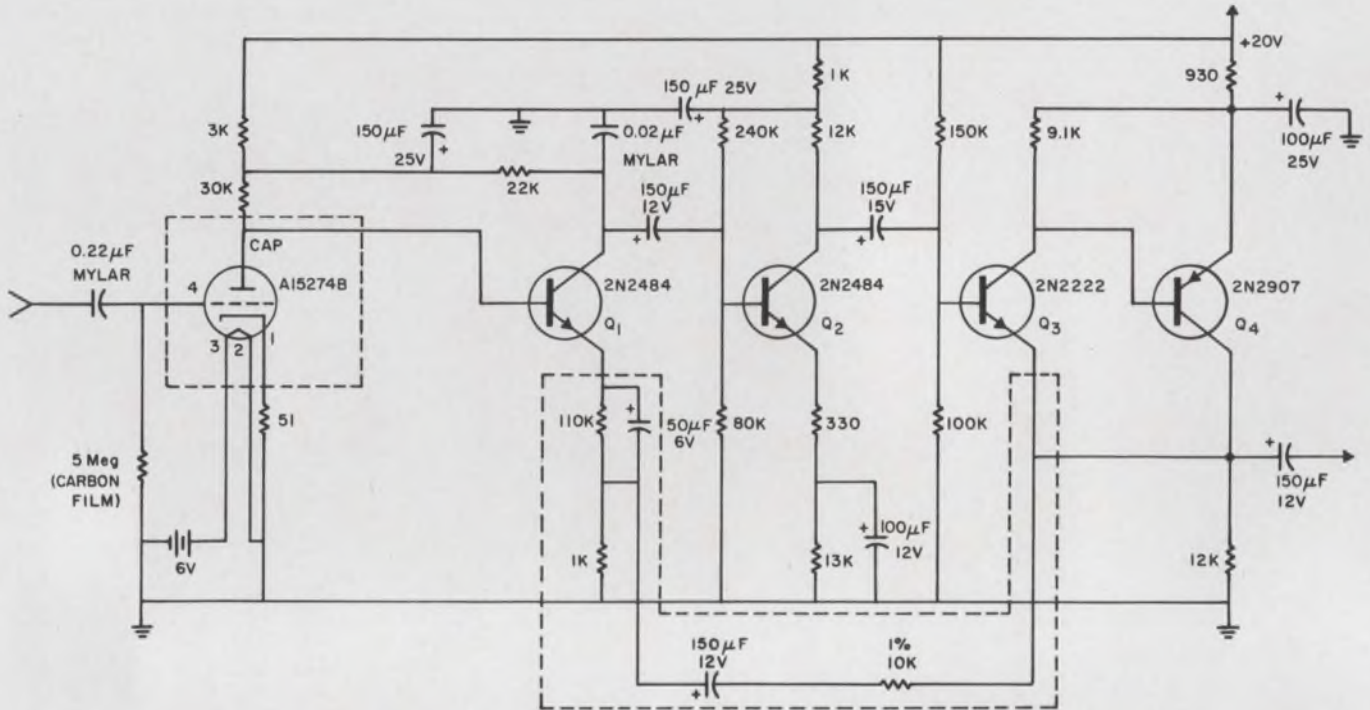 +20V
1K
930
150 µF 25V
3K
150µF
25V
0.02µF
MYLAR
240K
12K
150K
9.1K
100µF
25V
30K
22K
150µF
12V
150µF
15V
CAP
0.22µF
MYLAR
4
A15274B
3
2
1
2N2484
Q1
2N2484
Q2
2N2222
Q3
2N2907
Q4
51
5 Meg
(CARBON
FILM)
6V
110K
50µF
6V
80K
330
100K
150µF
12V
1K
13K
100µF
12V
12K
150µF
12V
1%
10K